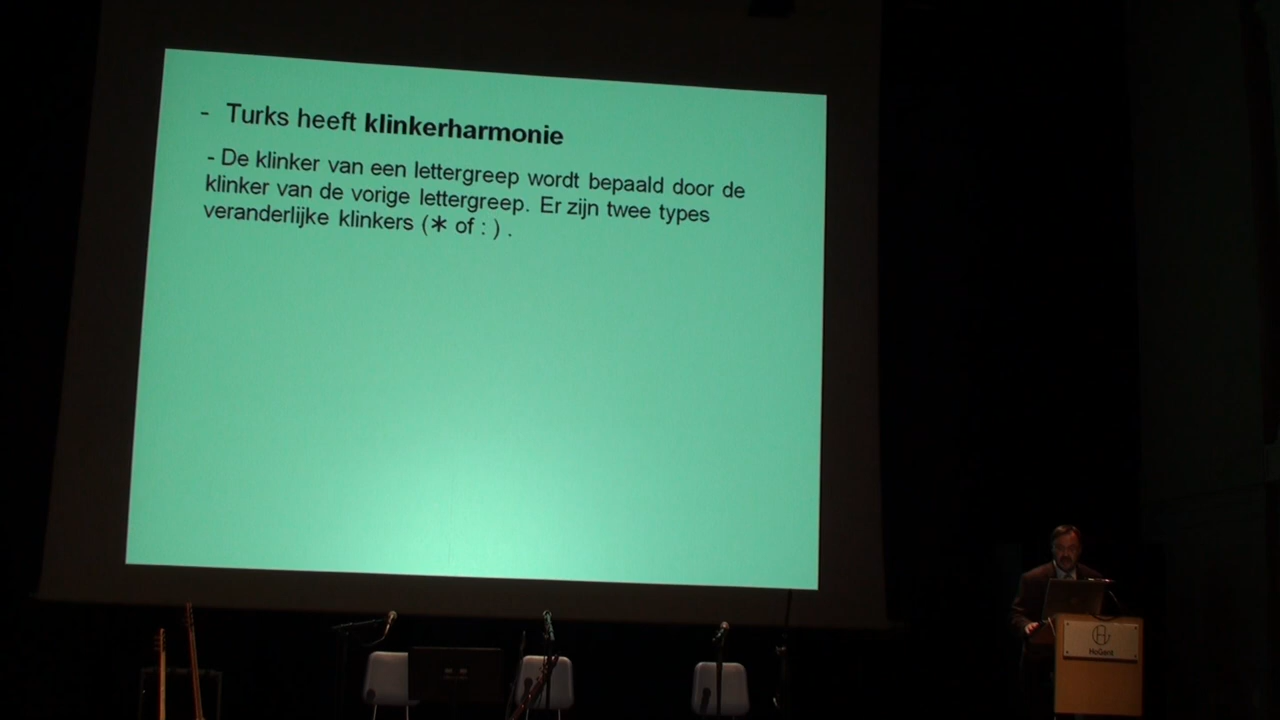 - Turks heeft klinkerharmonie
- De klinker van een lettergreep wordt bepaald door de
klinker van de vorige lettergreep. Er zijn twee types
veranderlijke klinkers (* of : ) .
HoGent